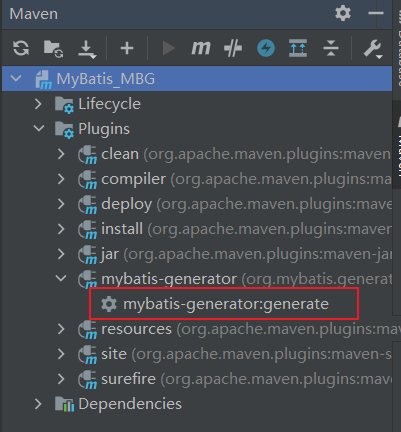 Maven
MyBatis_MBG
Lifecycle
Plugins
clean (org.apache.maven.plugins:maven-
compiler (org.apache.maven.plugins:mav
deploy (org.apache.maven.plugins:maven
install (org.apache.maven.plugins:maven-
jar (org.apache.maven.plugins:maven-jar-
mybatis-generator (org.mybatis.generat
mybatis-generator:generate
resources (org.apache.maven.plugins:mav
site (org.apache.maven.plugins:maven-s
surefire (org.apache.maven.plugins:mave
Dependencies